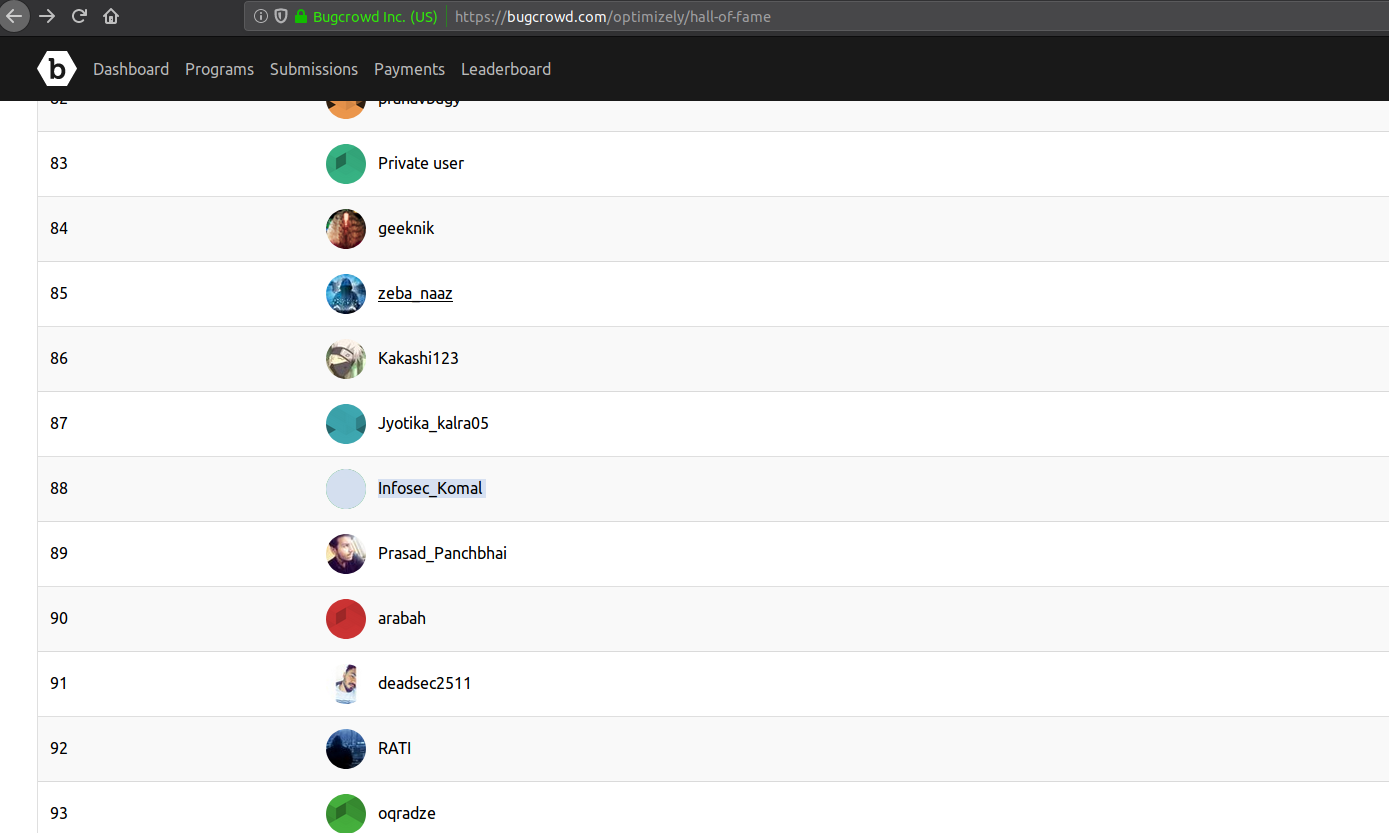 Bugcrowd Inc. (US) https://bugcrowd.com/optimizely/hall-of-fame
b Dashboard Programs Submissions Payments Leaderboard
83 Private user
84 geeknik
85 zeba_naaz
86 Kakashi123
87 Jyotika_kalra05
88 Infosec_Komal
89 Prasad_Panchbhai
90 arabah
91 deadsec2511
92 RATI
93 oqradze